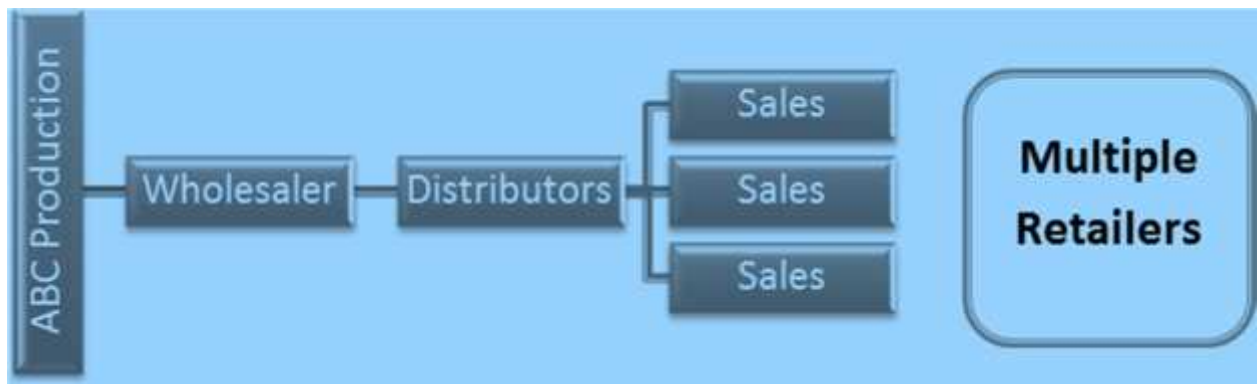 ABC Production
Wholesaler
Distributors
Sales
Sales
Sales
Multiple
Retailers